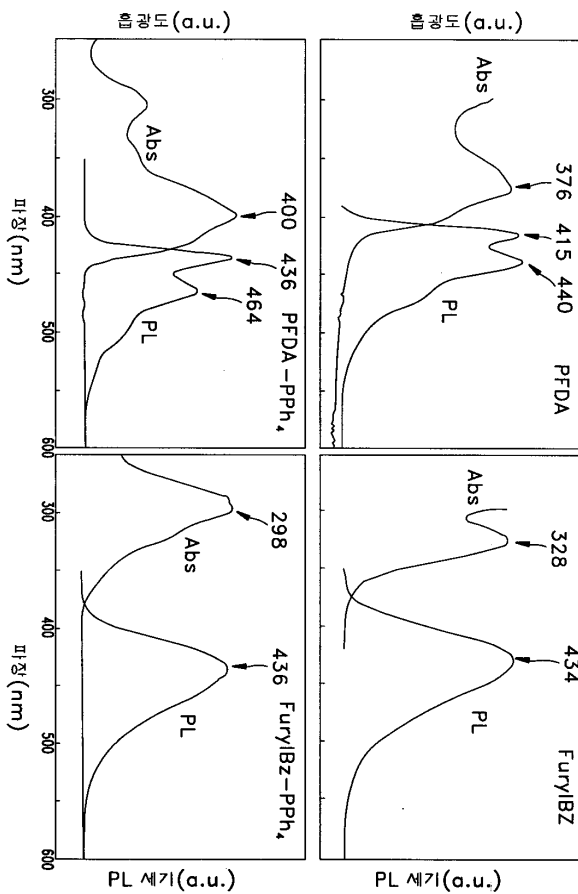 흡광도(a.u.)
흡광도(a.u.)
Abs
376
415
440
PL
PFDA
Abs
328
434
PL
FurylBZ
Abs
400
436
464
PL
PFDA-PPh4
298
Abs
436
PL
FurylBz-PPh4
300
400
500
600
300
400
500
600
파장(nm)
파장(nm)
PL 세기(a.u.)
PL 세기(a.u.)